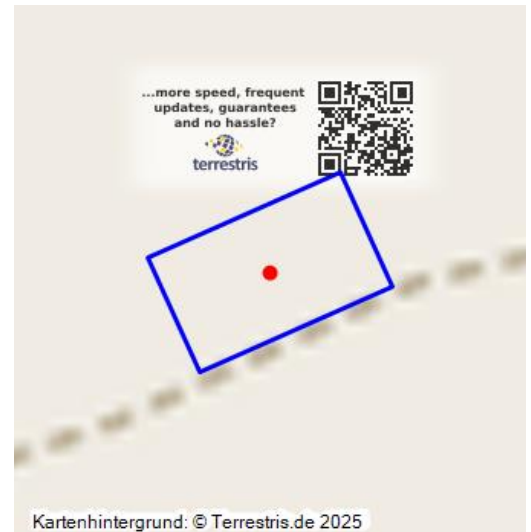 ...more speed, frequent
updates, guarantees
and no hassle?
terrestris
Kartenhintergrund: © Terrestris.de 2025